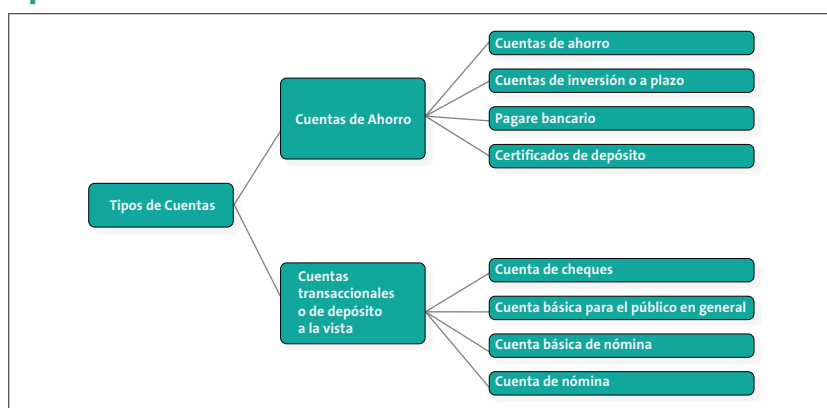 Tipos de Cuentas
Cuentas de Ahorro
Cuentas de ahorro
Cuentas de inversión o a plazo
Pagare bancario
Certificados de depósito
Cuentas
transaccionales
o de depósito
a la vista
Cuenta de cheques
Cuenta básica para el público en general
Cuenta básica de nómina
Cuenta de nómina